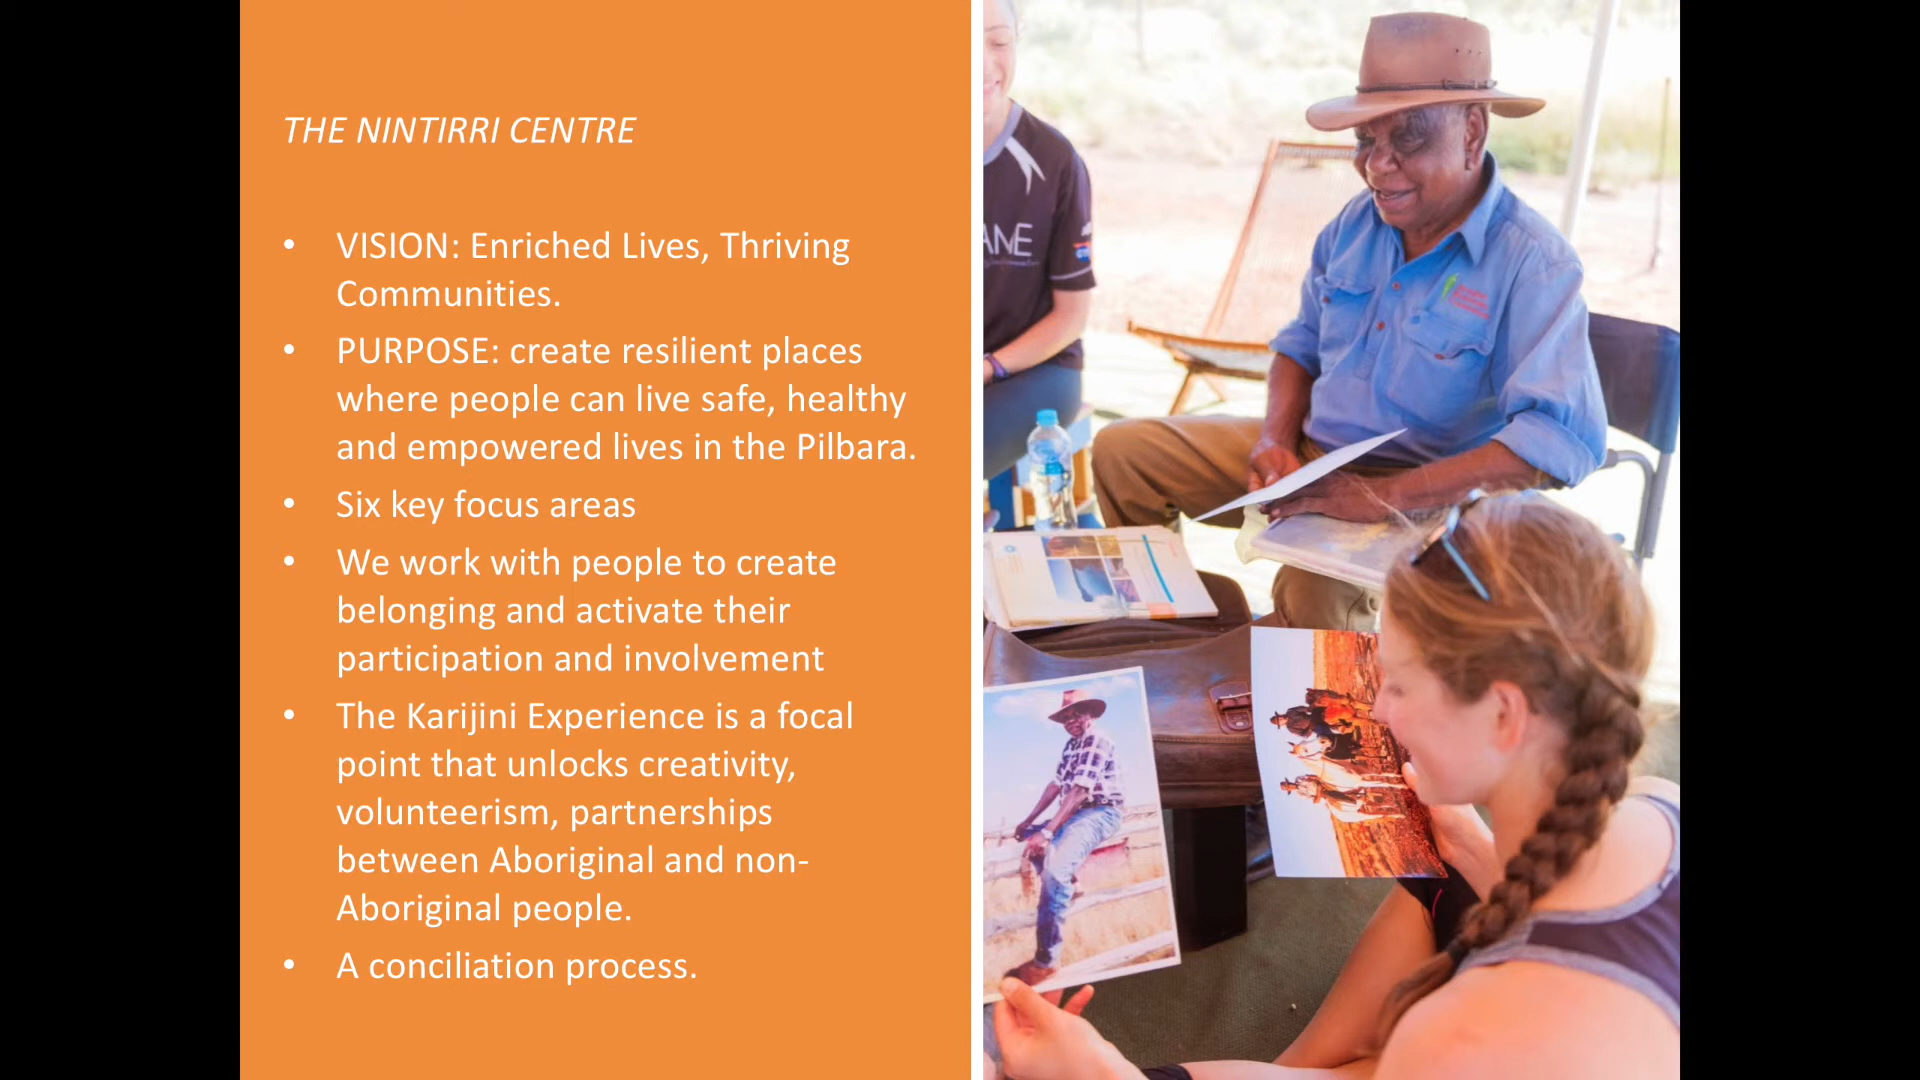 THE NINTIRRI CENTRE
• VISION: Enriched Lives, Thriving
Communities.
• PURPOSE: create resilient places
where people can live safe, healthy
and empowered lives in the Pilbara.
• Six key focus areas
• We work with people to create
belonging and activate their
participation and involvement
• The Karijini Experience is a focal
point that unlocks creativity,
volunteerism, partnerships
between Aboriginal and non-
Aboriginal people.
• A conciliation process.